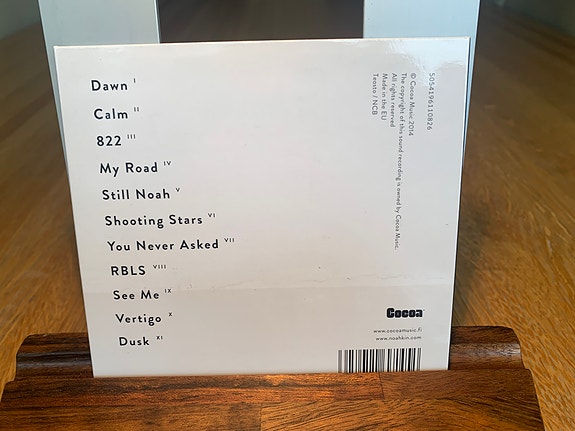 Dawn I
Calm II
822 III
My Road IV
Still Noah V
Shooting Stars VI
You Never Asked VII
RBLS VIII
See Me IX
Vertigo X
Dusk XI
5054196110826
© Cocoa Music 2014
The copyright of this sound recording is owned by Cocoa Music.
All rights reserved
Made in the EU
Teosto / NCB
Cocoa
www.cocoamusic.fi
www.noahkin.com